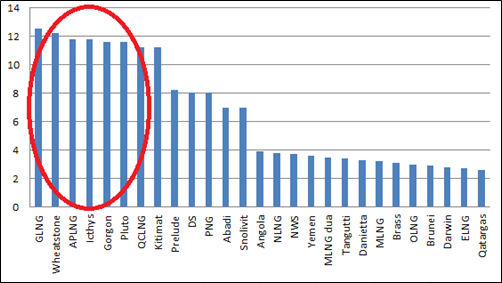 14
12
10
8
6
4
2
0
GLNG
Wheatstone
APLNG
Icthys
Gorgon
Pluto
QCLNG
Kitimat
Prelude
DS
PNG
Abadi
Snolivit
Angola
NLNG
NWS
Yemen
MLNG dua
Tangutti
Danietta
MLNG
Brass
OLNG
Brunei
Darwin
ELNG
Qatargas